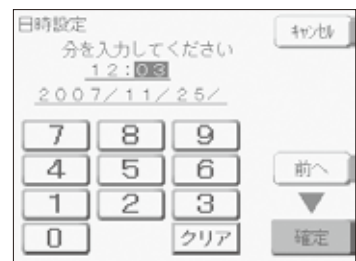 日時設定
キャンセル
分を入力してください
12:03
2007/11/25/
7 8 9
4 5 6
前へ
1 2 3
0 クリア
確定